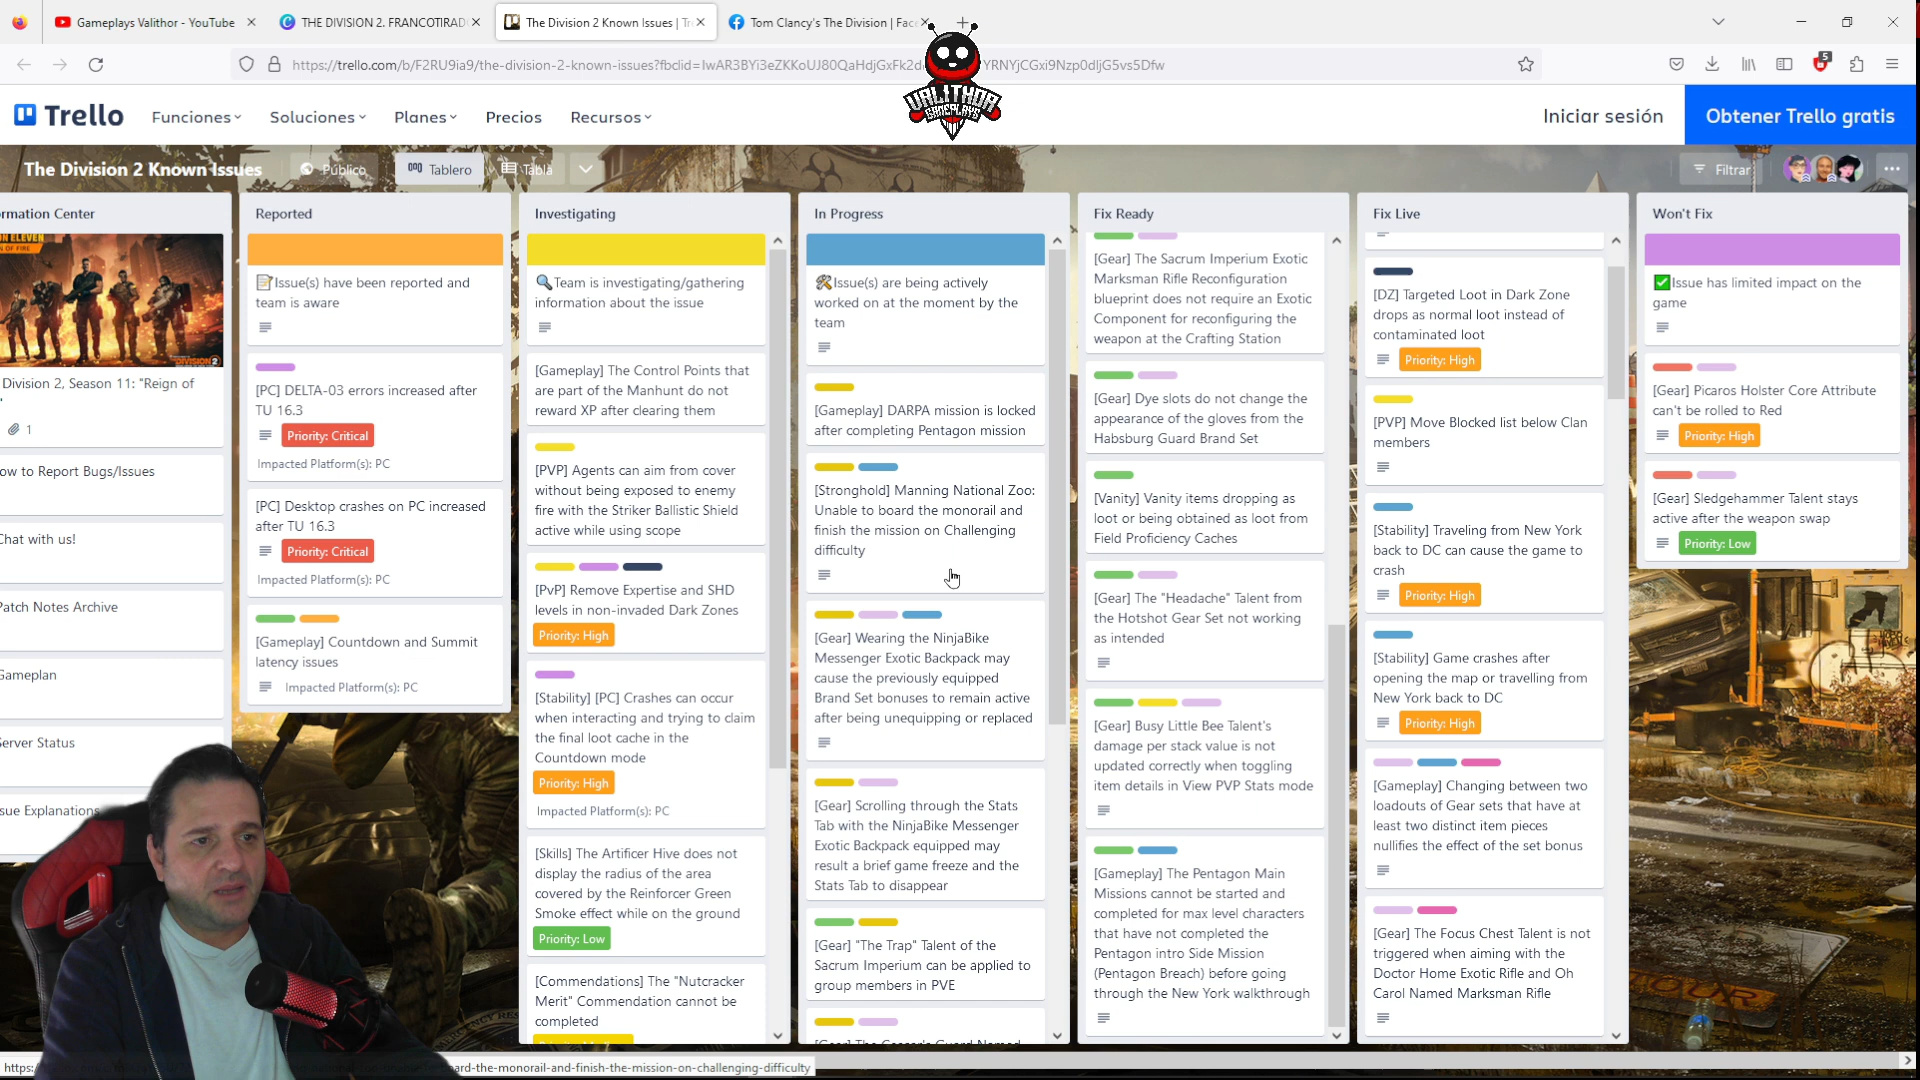 Gameplays Valithor - YouTube
THE DIVISION 2. FRANCOTIRAD
The Division 2 Known Issues | Tr
Tom Clancy's The Division | Fac
https://trello.com/b/F2RU9ia9/the-division-2-known-issues?fbclid=IwAR3BYi3eZKKoUJ80QaHdjGxFk2d
YRNYjCGxi9Nzp0dljG5vs5Dfw
5
VALITHOR
GAMEPLAYS
Trello
Funciones
Soluciones
Planes
Precios
Recursos
Iniciar sesión
Obtener Trello gratis
The Division 2 Known Issues
Público
Tablero
Tabla
Filtrar
rmation Center
Division 2, Season 11: "Reign of
1
ow to Report Bugs/Issues
Chat with us!
Patch Notes Archive
Gameplan
Server Status
sue Explanations
Reported
Issue(s) have been reported and
team is aware
[PC] DELTA-03 errors increased after
TU 16.3
Priority: Critical
Impacted Platform(s): PC
[PC] Desktop crashes on PC increased
after TU 16.3
Priority: Critical
Impacted Platform(s): PC
[Gameplay] Countdown and Summit
latency issues
Impacted Platform(s): PC
Investigating
Team is investigating/gathering
information about the issue
[Gameplay] The Control Points that
are part of the Manhunt do not
reward XP after clearing them
[PVP] Agents can aim from cover
without being exposed to enemy
fire with the Striker Ballistic Shield
active while using scope
[PvP] Remove Expertise and SHD
levels in non-invaded Dark Zones
Priority: High
[Stability] [PC] Crashes can occur
when interacting and trying to claim
the final loot cache in the
Countdown mode
Priority: High
Impacted Platform(s): PC
[Skills] The Artificer Hive does not
display the radius of the area
covered by the Reinforcer Green
Smoke effect while on the ground
Priority: Low
[Commendations] The "Nutcracker
Merit" Commendation cannot be
completed
In Progress
Issue(s) are being actively
worked on at the moment by the
team
[Gameplay] DARPA mission is locked
after completing Pentagon mission
[Stronghold] Manning National Zoo:
Unable to board the monorail and
finish the mission on Challenging
difficulty
[Gear] Wearing the NinjaBike
Messenger Exotic Backpack may
cause the previously equipped
Brand Set bonuses to remain active
after being unequipping or replaced
[Gear] Scrolling through the Stats
Tab with the NinjaBike Messenger
Exotic Backpack equipped may
result a brief game freeze and the
Stats Tab to disappear
[Gear] "The Trap" Talent of the
Sacrum Imperium can be applied to
group members in PVE
Fix Ready
[Gear] The Sacrum Imperium Exotic
Marksman Rifle Reconfiguration
blueprint does not require an Exotic
Component for reconfiguring the
weapon at the Crafting Station
[Gear] Dye slots do not change the
appearance of the gloves from the
Habsburg Guard Brand Set
[Vanity] Vanity items dropping as
loot or being obtained as loot from
Field Proficiency Caches
[Gear] The "Headache" Talent from
the Hotshot Gear Set not working
as intended
[Gear] Busy Little Bee Talent's
damage per stack value is not
updated correctly when toggling
item details in View PVP Stats mode
[Gameplay] The Pentagon Main
Missions cannot be started and
completed for max level characters
that have not completed the
Pentagon intro Side Mission
(Pentagon Breach) before going
through the New York walkthrough
Fix Live
[DZ] Targeted Loot in Dark Zone
drops as normal loot instead of
contaminated loot
Priority: High
[PVP] Move Blocked list below Clan
members
[Stability] Traveling from New York
back to DC can cause the game to
crash
Priority: High
[Stability] Game crashes after
opening the map or travelling from
New York back to DC
Priority: High
[Gameplay] Changing between two
loadouts of Gear sets that have at
least two distinct item pieces
nullifies the effect of the set bonus
[Gear] The Focus Chest Talent is not
triggered when aiming with the
Doctor Home Exotic Rifle and Oh
Carol Named Marksman Rifle
Won't Fix
Issue has limited impact on the
game
[Gear] Picaros Holster Core Attribute
can't be rolled to Red
Priority: High
[Gear] Sledgehammer Talent stays
active after the weapon swap
Priority: Low
https:
ard-the-monorail-and-finish-the-mission-on-challenging-difficulty